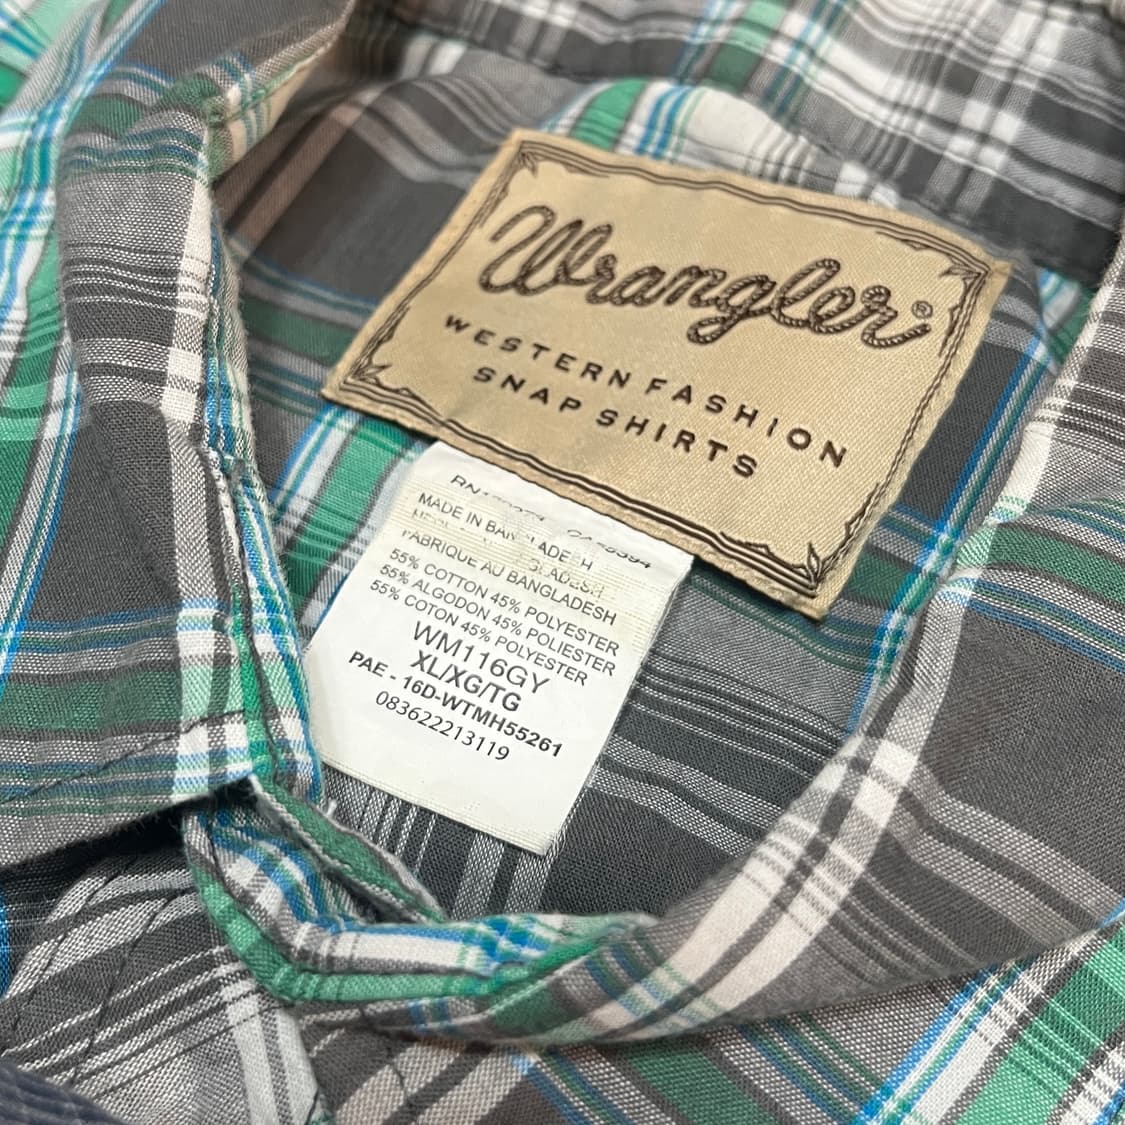 Wrangler®
WESTERN FASHION
SNAP SHIRTS
MADE IN BANGLADESH
FABRIQUE AU BANGLADESH
55% COTTON 45% POLYESTER
55% ALGODON 45% POLIESTER
55% COTON 45% POLYESTER
WM116GY
XL/XG/TG
PAE - 16D-WTMH55261
083622213119